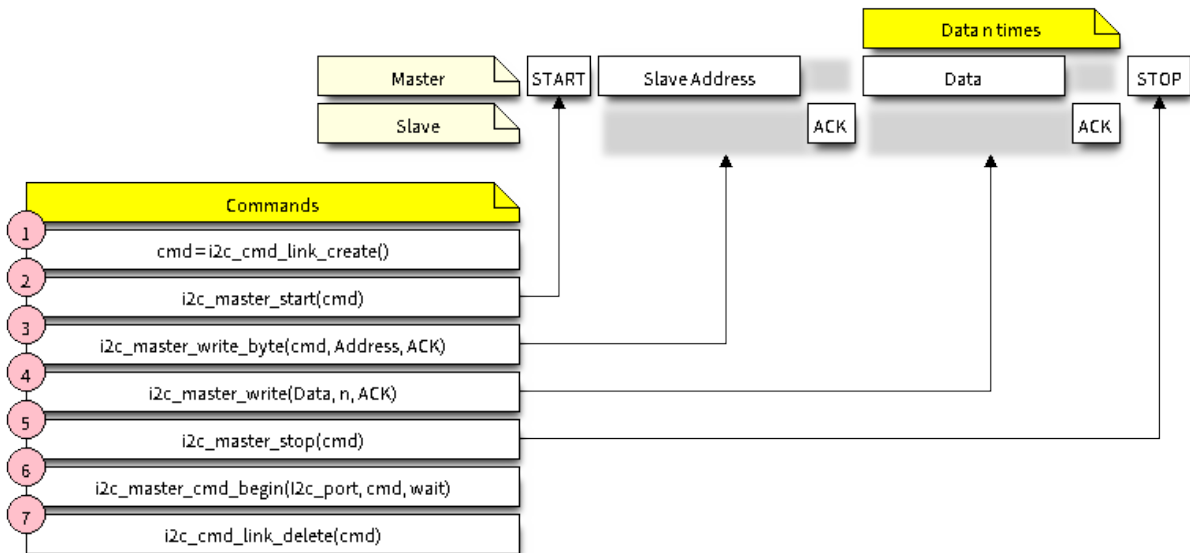 Data n times
Master
START
Slave Address
Data
STOP
Slave
ACK
ACK
Commands
1
cmd=i2c_cmd_link_create()
2
i2c_master_start(cmd)
3
i2c_master_write_byte(cmd, Address, ACK)
4
i2c_master_write(Data, n, ACK)
5
i2c_master_stop(cmd)
6
i2c_master_cmd_begin(I2c_port, cmd, wait)
7
i2c_cmd_link_delete(cmd)